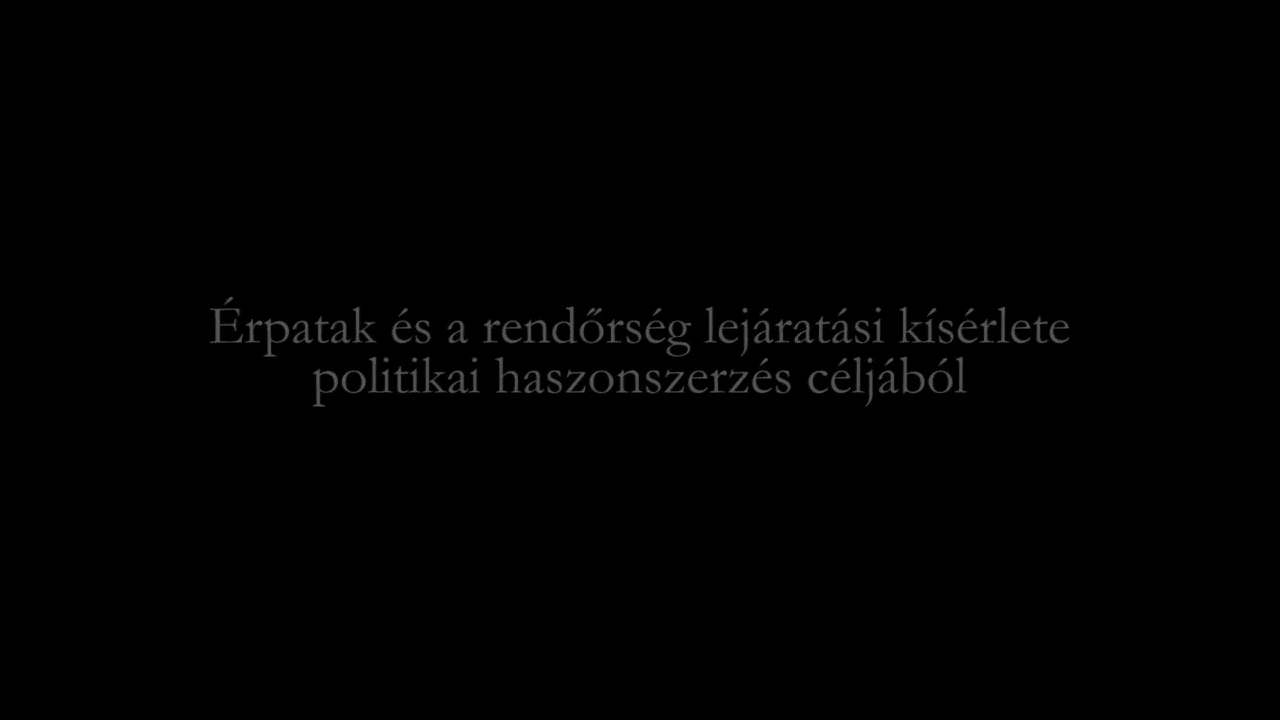 Érpatak és a rendőrség lejáratási kísérlete
politikai haszonszerzés céljából